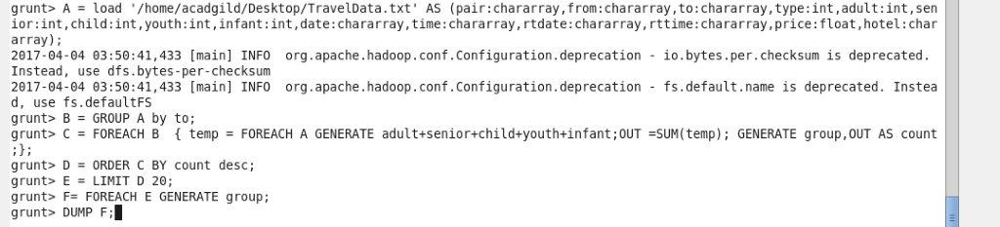 grunt> A = load '/home/acadgild/Desktop/TravelData.txt' AS (pair:chararray,from:chararray,to:chararray,type:int,adult:int,sen
ior:int,child:int,youth:int,infant:int,date:chararray,time:chararray,rtdate:chararray,rttime:chararray,price:float,hotel:char
array);
2017-04-04 03:50:41,433 [main] INFO  org.apache.hadoop.conf.Configuration.deprecation - io.bytes.per.checksum is deprecated.
Instead, use dfs.bytes-per-checksum
2017-04-04 03:50:41,433 [main] INFO  org.apache.hadoop.conf.Configuration.deprecation - fs.default.name is deprecated. Instea
d, use fs.defaultFS
grunt> B = GROUP A by to;
grunt> C = FOREACH B  { temp = FOREACH A GENERATE adult+senior+child+youth+infant;OUT =SUM(temp); GENERATE group,OUT AS count
;};
grunt> D = ORDER C BY count desc;
grunt> E = LIMIT D 20;
grunt> F= FOREACH E GENERATE group;
grunt> DUMP F;